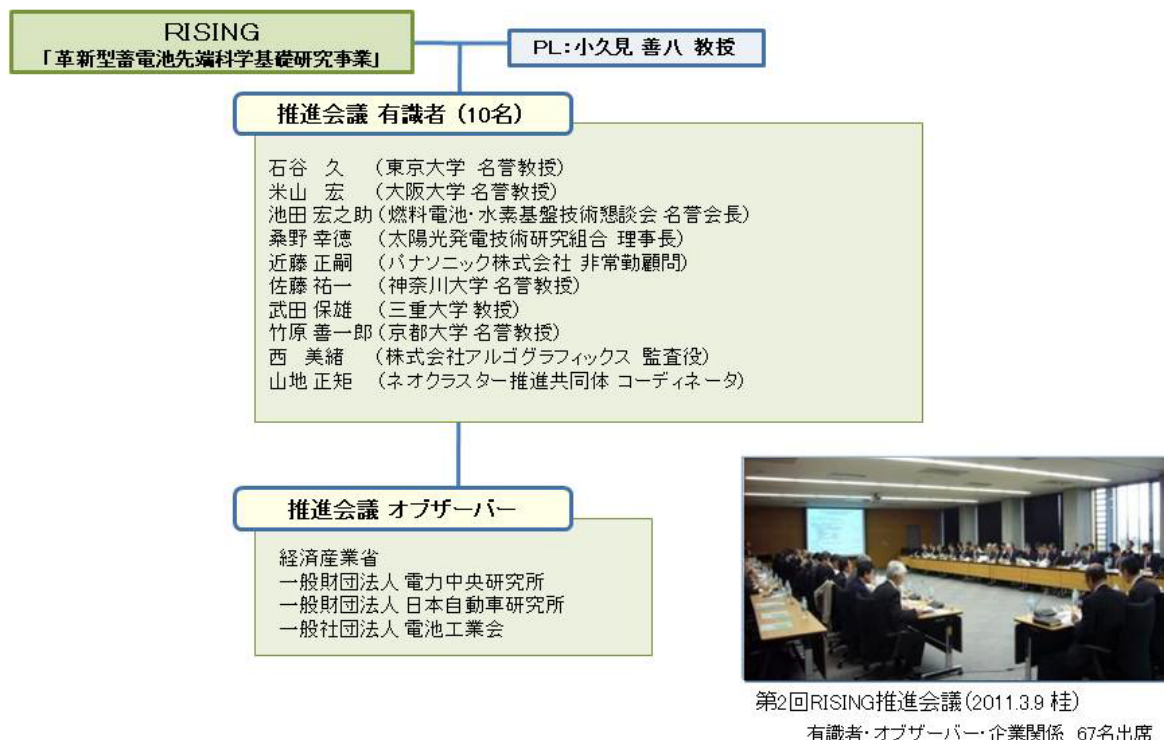 RISING
「革新型蓄電池先端科学基礎研究事業」
PL:小久見 善八 教授
推進会議 有識者 (10名)
石谷 久 (東京大学 名誉教授)
米山 宏 (大阪大学 名誉教授)
池田 宏之助 (燃料電池・水素基盤技術懇談会 名誉会長)
桑野 幸徳 (太陽光発電技術研究組合 理事長)
近藤 正嗣 (パナソニック株式会社 非常勤顧問)
佐藤 祐一 (神奈川大学 名誉教授)
武田 保雄 (三重大学 教授)
竹原 善一郎 (京都大学 名誉教授)
西 美緒 (株式会社アルゴグラフィックス 監査役)
山地 正矩 (ネオクラスター推進共同体 コーディネータ)
推進会議 オブザーバー
経済産業省
一般財団法人 電力中央研究所
一般財団法人 日本自動車研究所
一般社団法人 電池工業会
第2回RISING推進会議(2011.3.9 桂)
有識者・オブザーバー・企業関係 67名出席